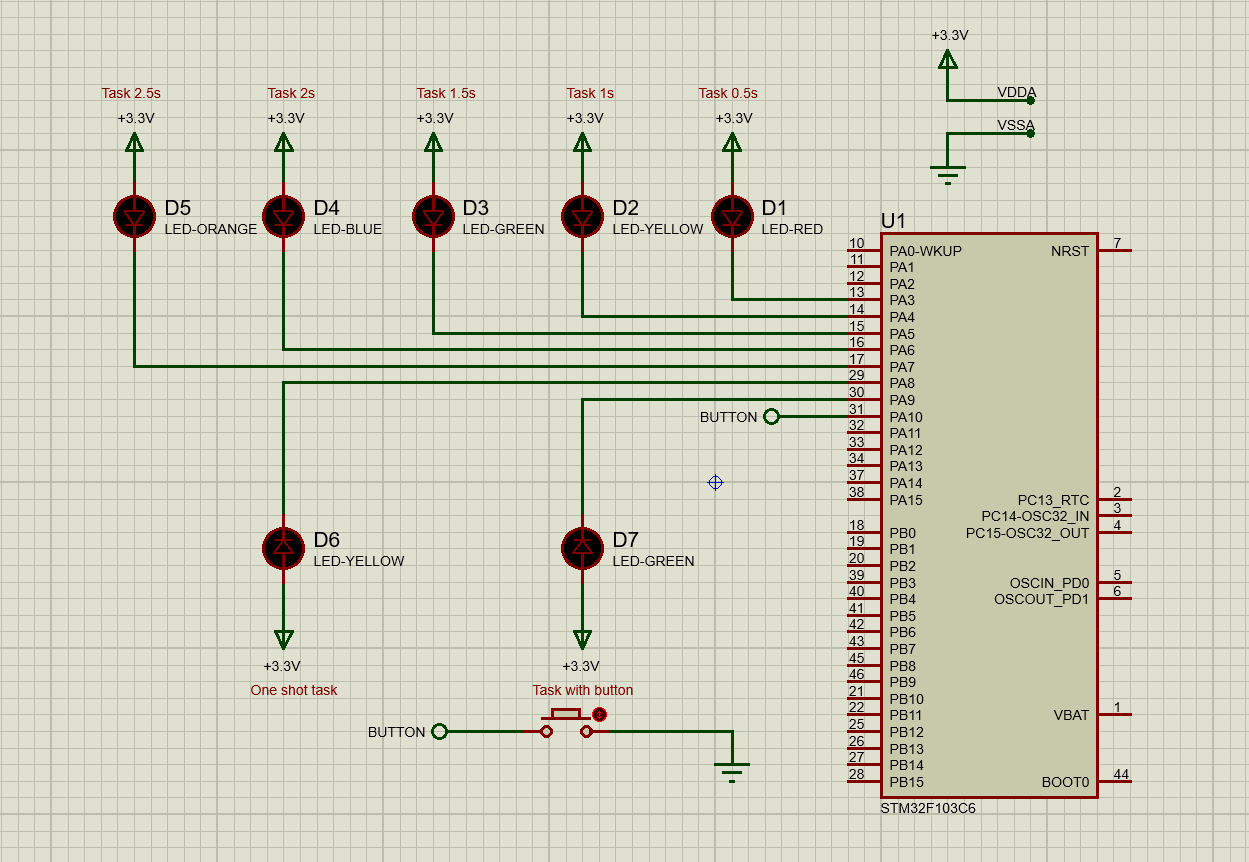 +3.3V
VDDA
VSSA
Task 2.5s
Task 2s
Task 1.5s
Task 1s
Task 0.5s
+3.3V
+3.3V
+3.3V
+3.3V
+3.3V
D5
LED-ORANGE
D4
LED-BLUE
D3
LED-GREEN
D2
LED-YELLOW
D1
LED-RED
U1
10 PA0-WKUP
11 PA1
12 PA2
13 PA3
14 PA4
15 PA5
16 PA6
17 PA7
29 PA8
30 PA9
BUTTON
31 PA10
32 PA11
33 PA12
34 PA13
37 PA14
38 PA15
18 PB0
19 PB1
20 PB2
39 PB3
40 PB4
41 PB5
42 PB6
43 PB7
45 PB8
46 PB9
21 PB10
22 PB11
25 PB12
26 PB13
27 PB14
28 PB15
NRST 7
PC13_RTC 2
PC14-OSC32_IN 3
PC15-OSC32_OUT 4
OSCIN_PD0 5
OSCOUT_PD1 6
VBAT 1
BOOT0 44
STM32F103C6
D6
LED-YELLOW
D7
LED-GREEN
+3.3V
+3.3V
One shot task
Task with button
BUTTON